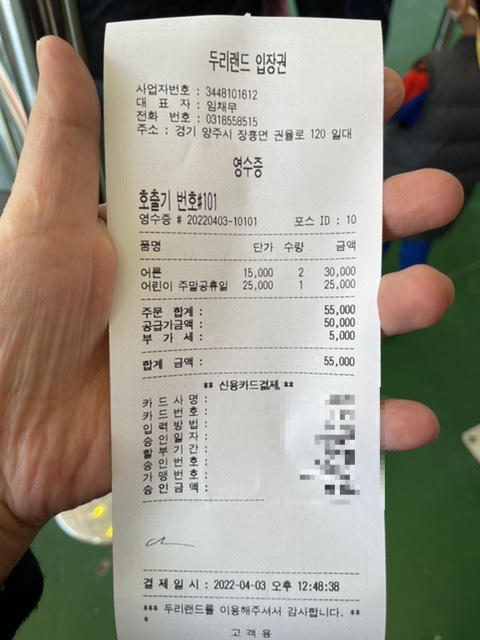 두리랜드 입장권
사업자번호 : 3448101612
대 표 자 : 임채무
전화 번호 : 0318558515
주소 : 경기 양주시 장흥면 권율로 120 일대
영수증
호출기 번호#101
영수증 # 20220403-10101 포스 ID : 10
품명 단가 수량 금액
어른 15,000 2 30,000
어린이 주말공휴일 25,000 1 25,000
주문 합계 : 55,000
공급가금액 : 50,000
부 가 세 : 5,000
합계 금액 : 55,000
** 신용카드결제 **
카 드 사 명 :
카 드 번 호 :
입 력 방 법 :
승 인 일 자 :
할 부 기 간 :
승 인 번 호 :
가 맹 번 호 :
승 인 금 액 :
결 제 일 시 : 2022-04-03 오후 12:48:38
*** 두리랜드를 이용해주셔서 감사합니다. **
*
고 객 용